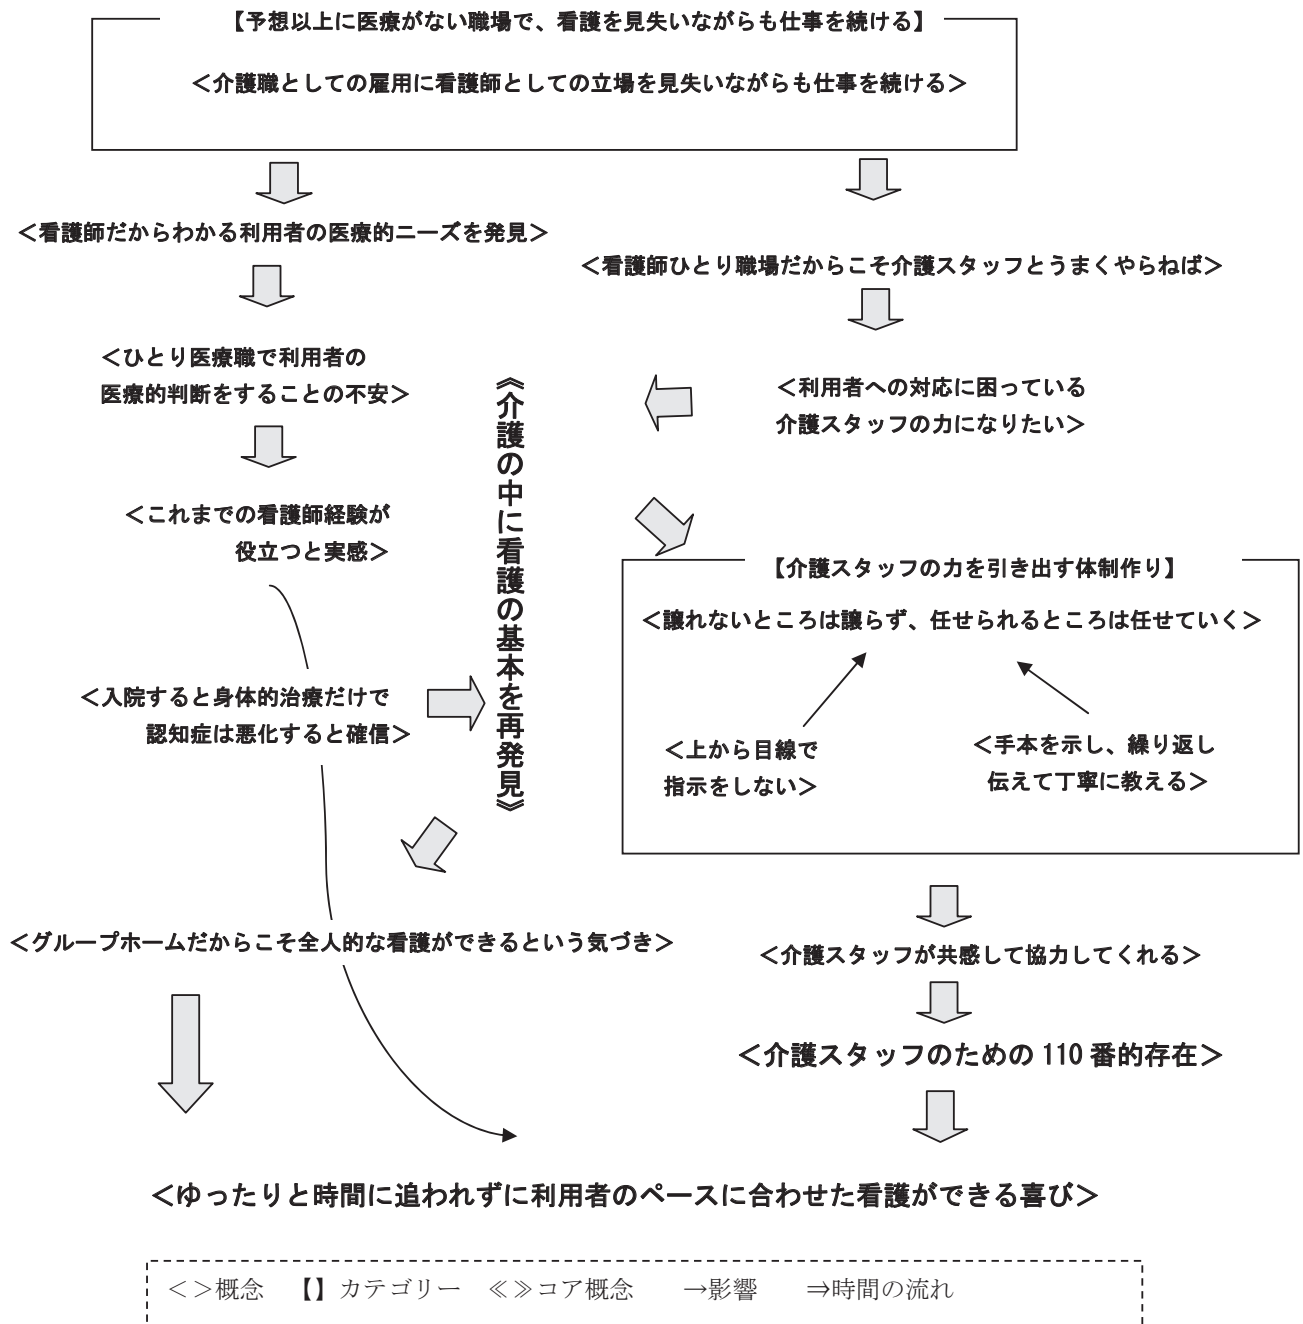 【予想以上に医療がない職場で、看護を見失いながらも仕事を続ける】
＜介護職としての雇用に看護師としての立場を見失いながらも仕事を続ける＞
＜看護師だからわかる利用者の医療的ニーズを発見＞
＜看護師ひとり職場だからこそ介護スタッフとうまくやらねば＞
＜ひとり医療職で利用者の
医療的判断をすることの不安＞
＜利用者への対応に困っている
介護スタッフの力になりたい＞
《介護の中に看護の基本を再発見》
＜これまでの看護師経験が
役立つと実感＞
【介護スタッフの力を引き出す体制作り】
＜譲れないところは譲らず、任せられるところは任せていく＞
＜入院すると身体的治療だけで
認知症は悪化すると確信＞
＜上から目線で
指示をしない＞
＜手本を示し、繰り返し
伝えて丁寧に教える＞
＜グループホームだからこそ全人的な看護ができるという気づき＞
＜介護スタッフが共感して協力してくれる＞
＜介護スタッフのための 110 番的存在＞
＜ゆったりと時間に追われずに利用者のペースに合わせた看護ができる喜び＞
＜＞概念　【】カテゴリー　≪≫コア概念　　→影響　　⇒時間の流れ